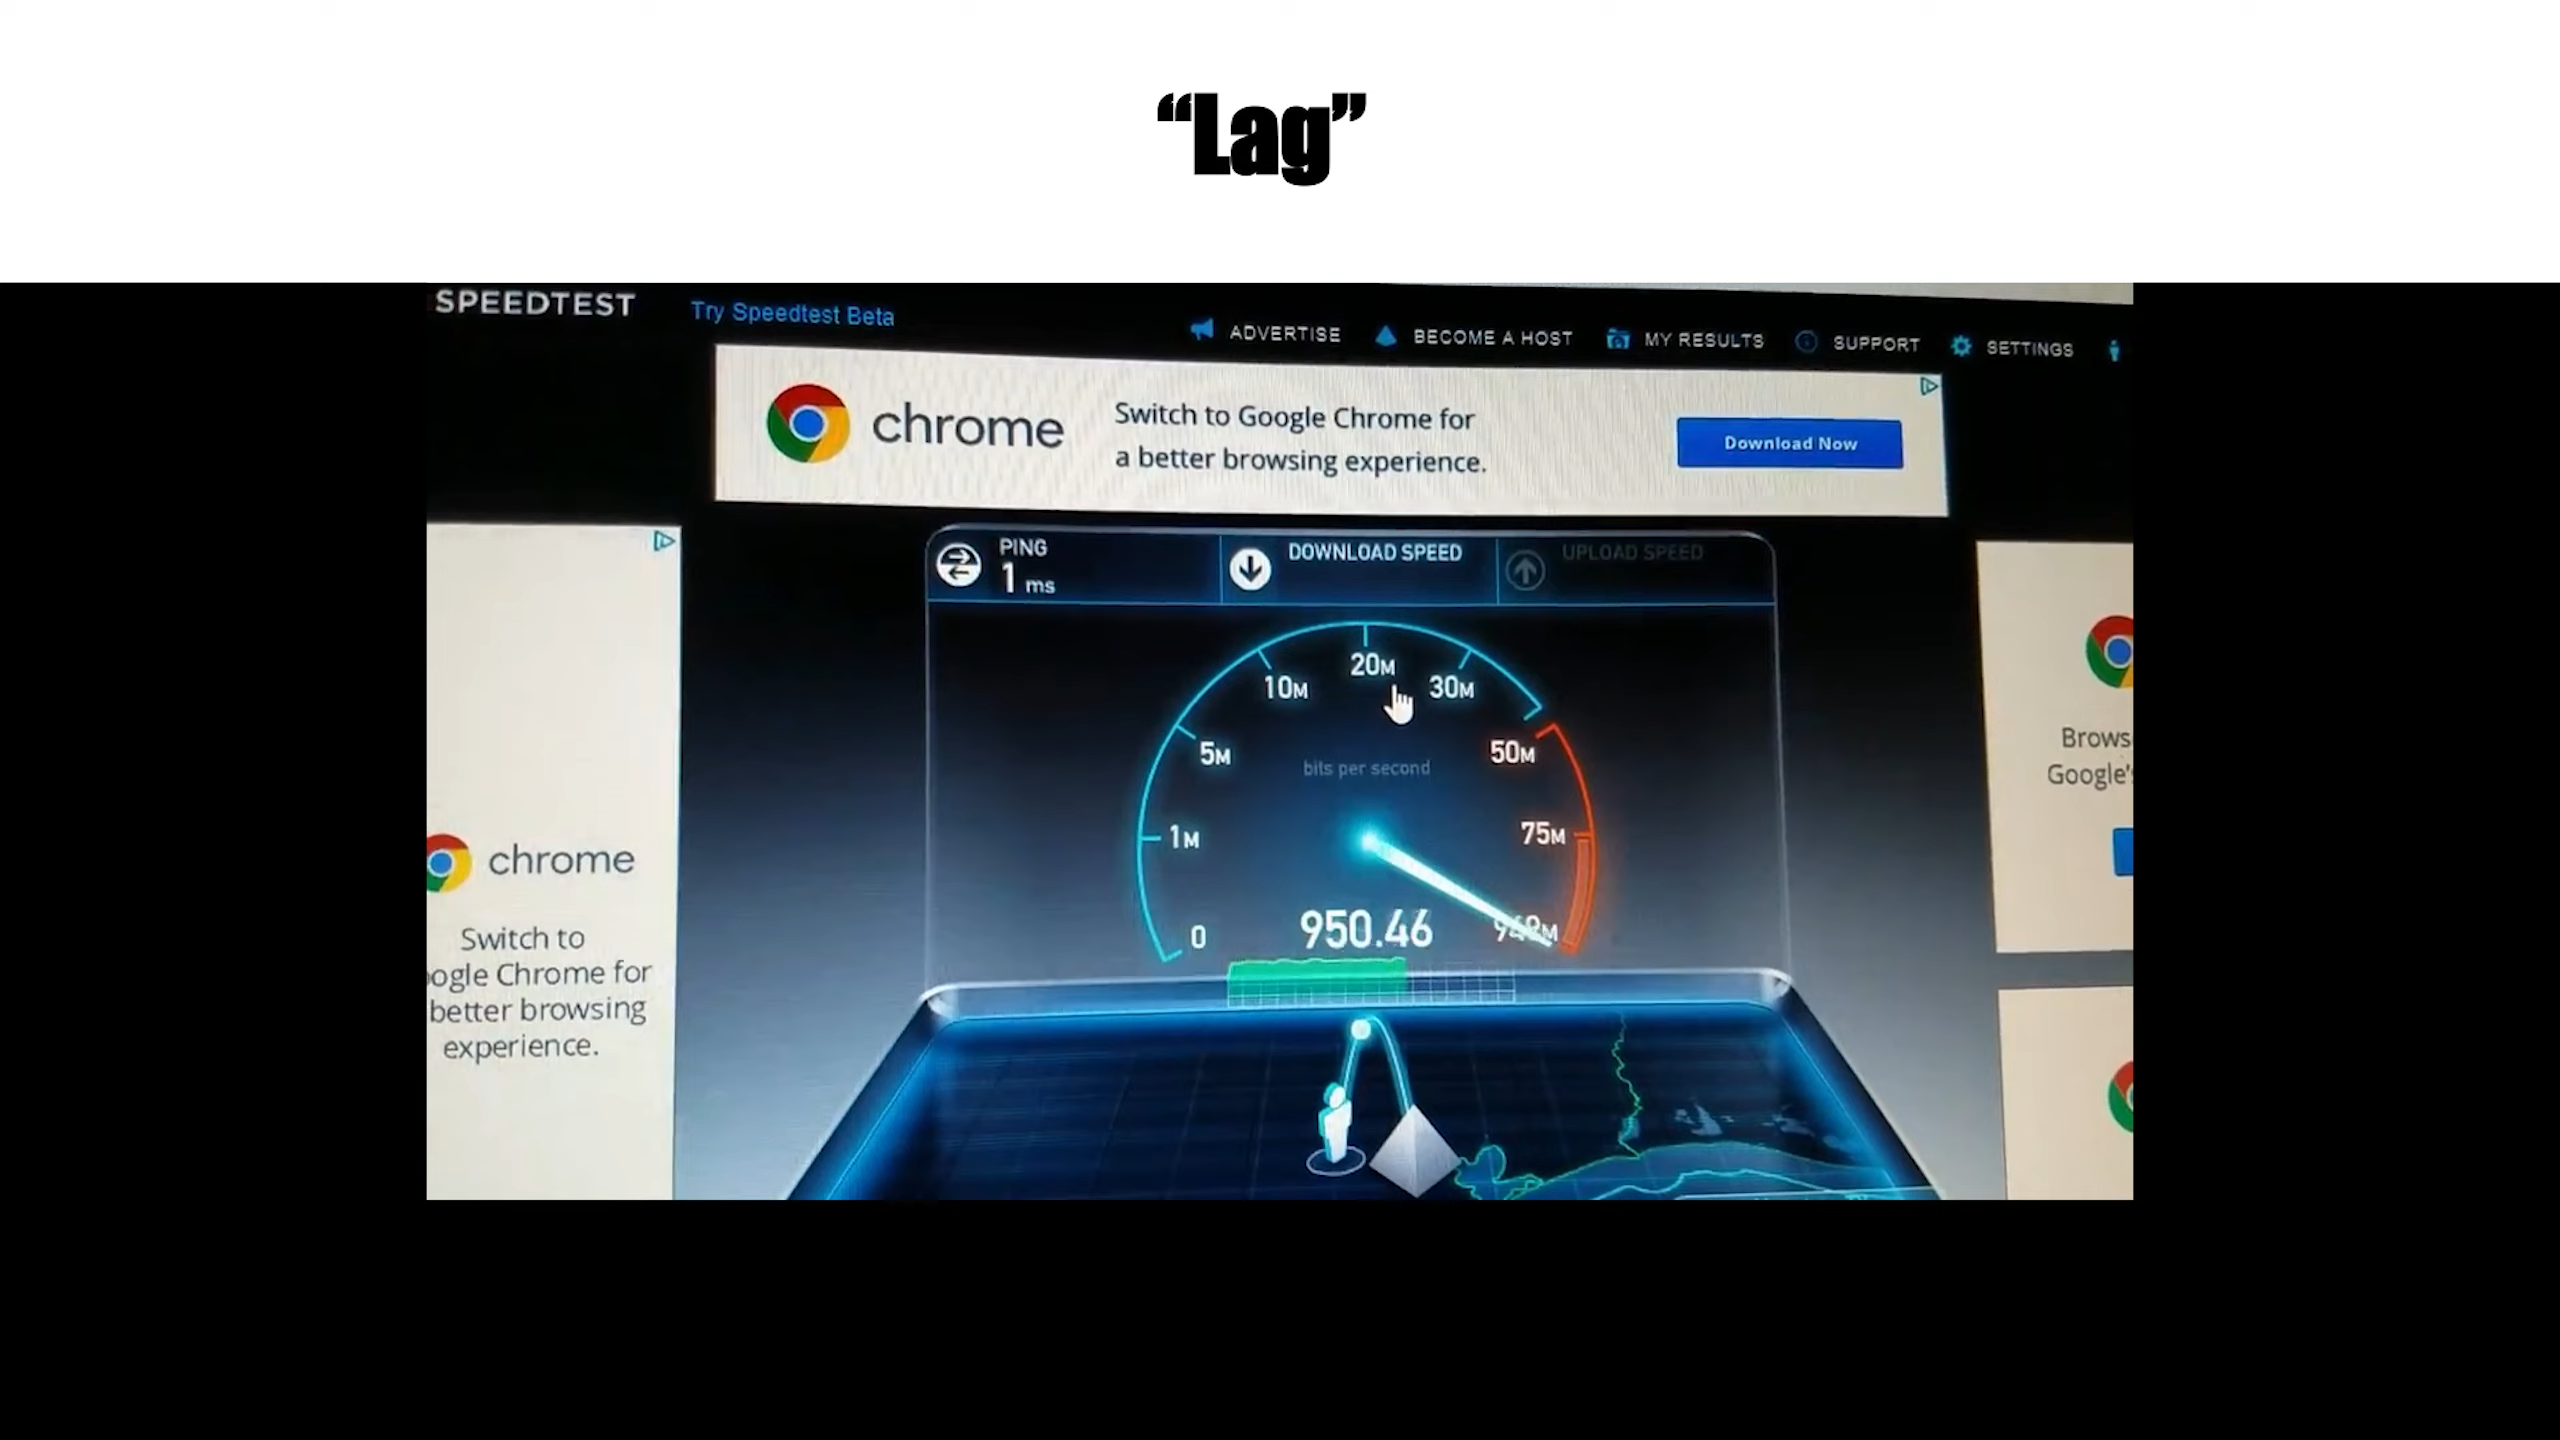 “Lag”
SPEEDTEST
Try Speedtest Beta
ADVERTISE
BECOME A HOST
MY RESULTS
SUPPORT
SETTINGS
chrome
Switch to Google Chrome for
a better browsing experience.
Download Now
PING
1 ms
DOWNLOAD SPEED
UPLOAD SPEED
20M
10M
30M
5M
50M
bits per second
1M
75M
0
950.46
chrome
Switch to
ogle Chrome for
better browsing
experience.
Brows
Google's